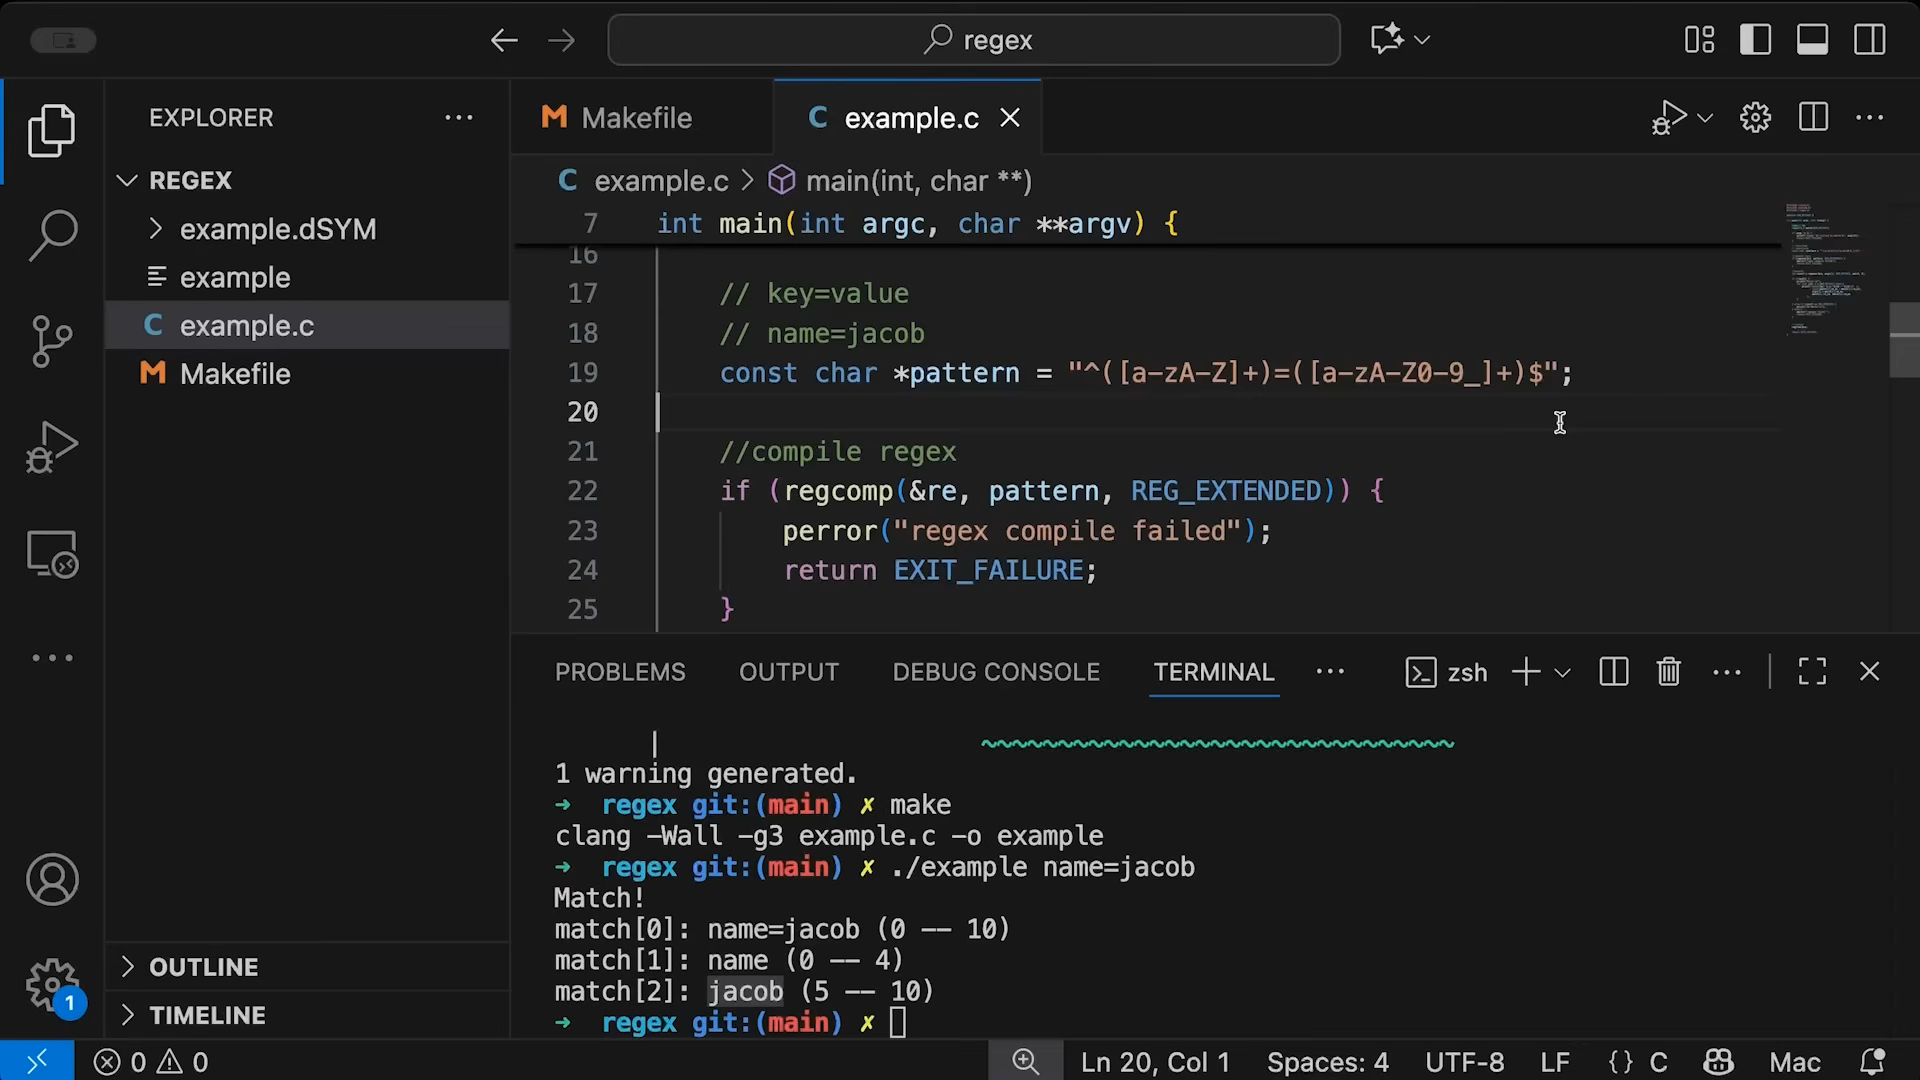 regex
EXPLORER
REGEX
example.dSYM
example
example.c
Makefile
OUTLINE
TIMELINE
1
Makefile
example.c
example.c > main(int, char **)
7 int main(int argc, char **argv) {
16
17 // key=value
18 // name=jacob
19 const char *pattern = "^([a-zA-Z]+)=([a-zA-Z0-9_]+)$";
20
21 //compile regex
22 if (regcomp(&re, pattern, REG_EXTENDED)) {
23 perror("regex compile failed");
24 return EXIT_FAILURE;
25 }
PROBLEMS OUTPUT DEBUG CONSOLE TERMINAL zsh
1 warning generated.
→ regex git:(main) ✗ make
clang -Wall -g3 example.c -o example
→ regex git:(main) ✗ ./example name=jacob
Match!
match[0]: name=jacob (0 -- 10)
match[1]: name (0 -- 4)
match[2]: jacob (5 -- 10)
→ regex git:(main) ✗
0 0 Ln 20, Col 1 Spaces: 4 UTF-8 LF {} C Mac